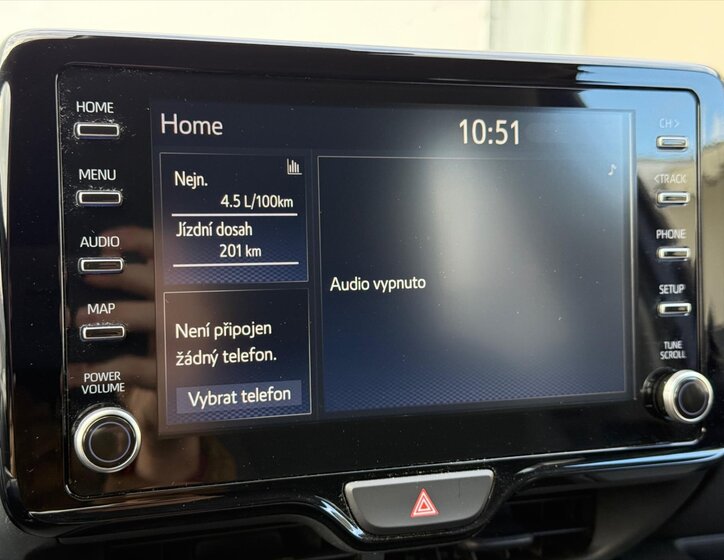 HOME
MENU
AUDIO
MAP
POWER
VOLUME
Home
10:51
Nejn.
4.5 L/100km
Jízdní dosah
201 km
Není připojen
žádný telefon.
Vybrat telefon
Audio vypnuto
CH >
<TRACK
PHONE
SETUP
TUNE
SCROLL